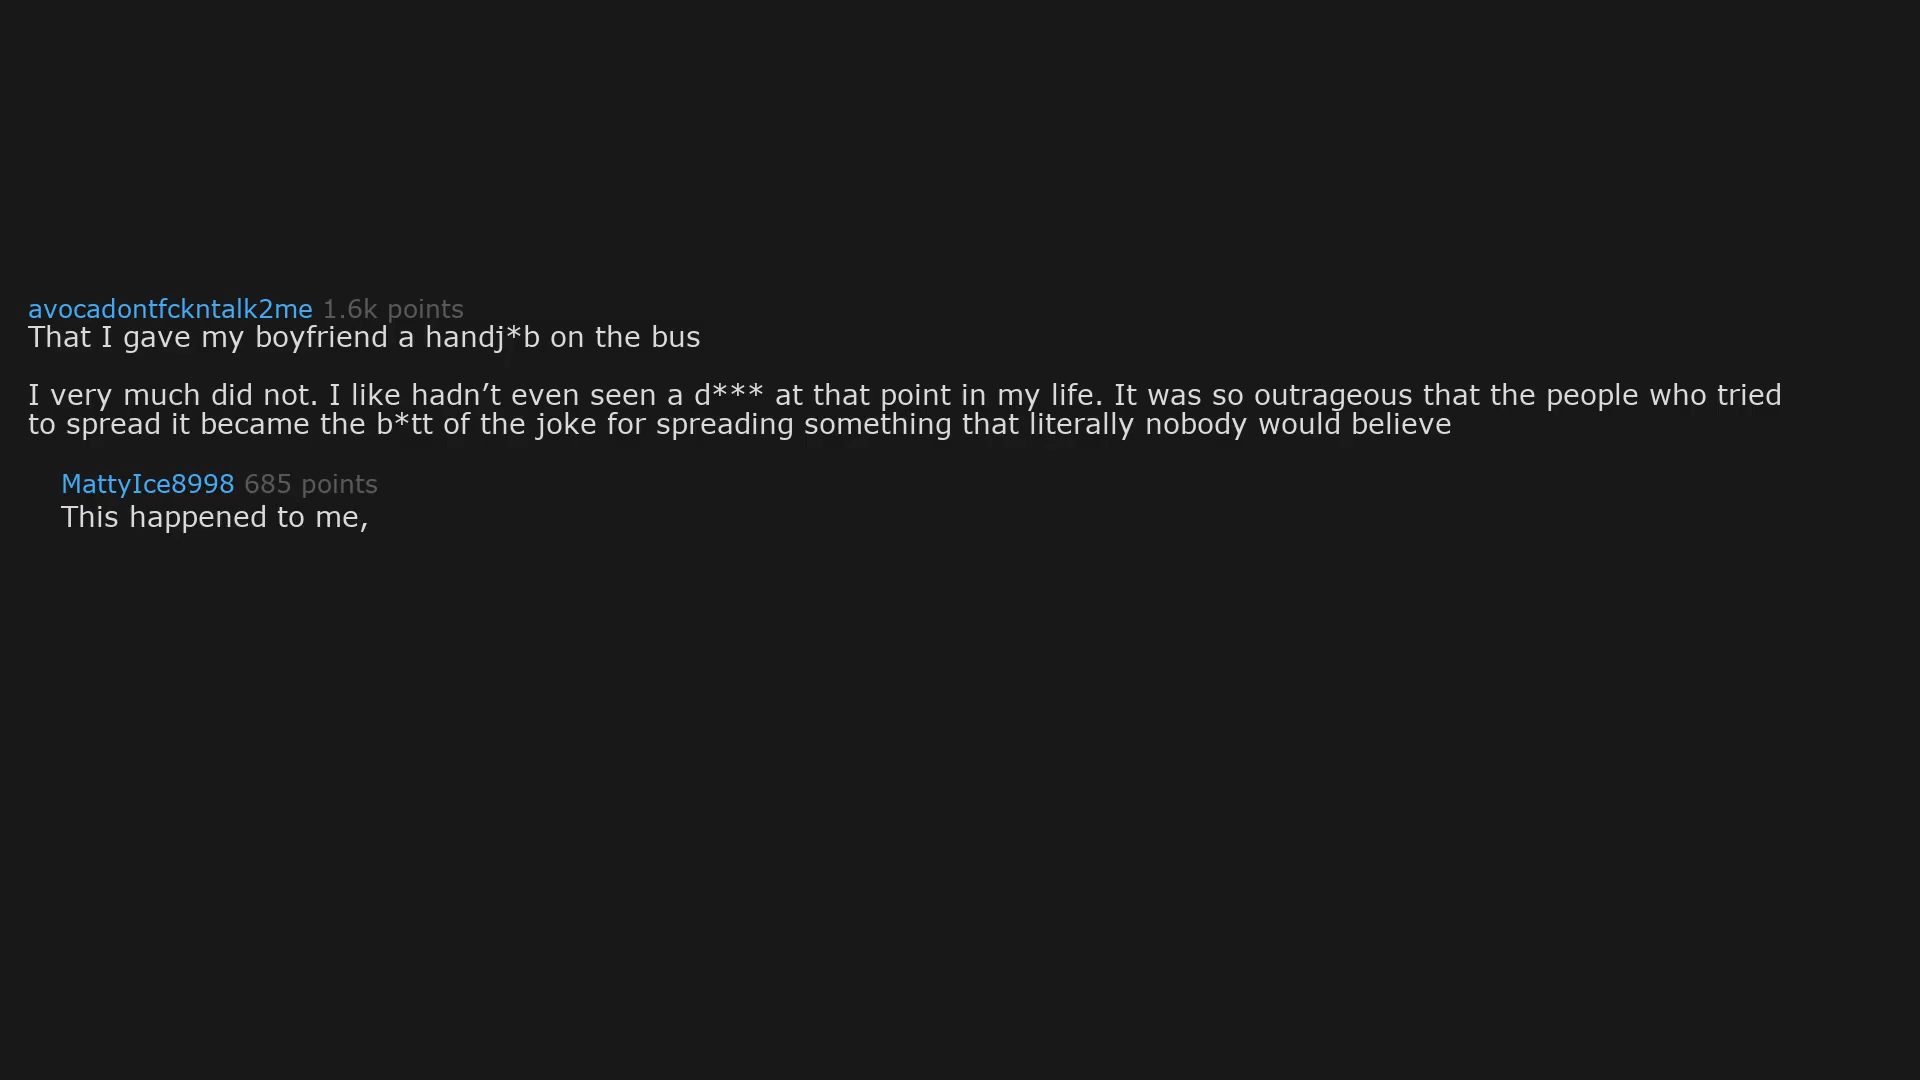 avocadontfckntalk2me 1.6k points
That I gave my boyfriend a handj*b on the bus
I very much did not. I like hadn’t even seen a d*** at that point in my life. It was so outrageous that the people who tried
to spread it became the b*tt of the joke for spreading something that literally nobody would believe
MattyIce8998 685 points
This happened to me,